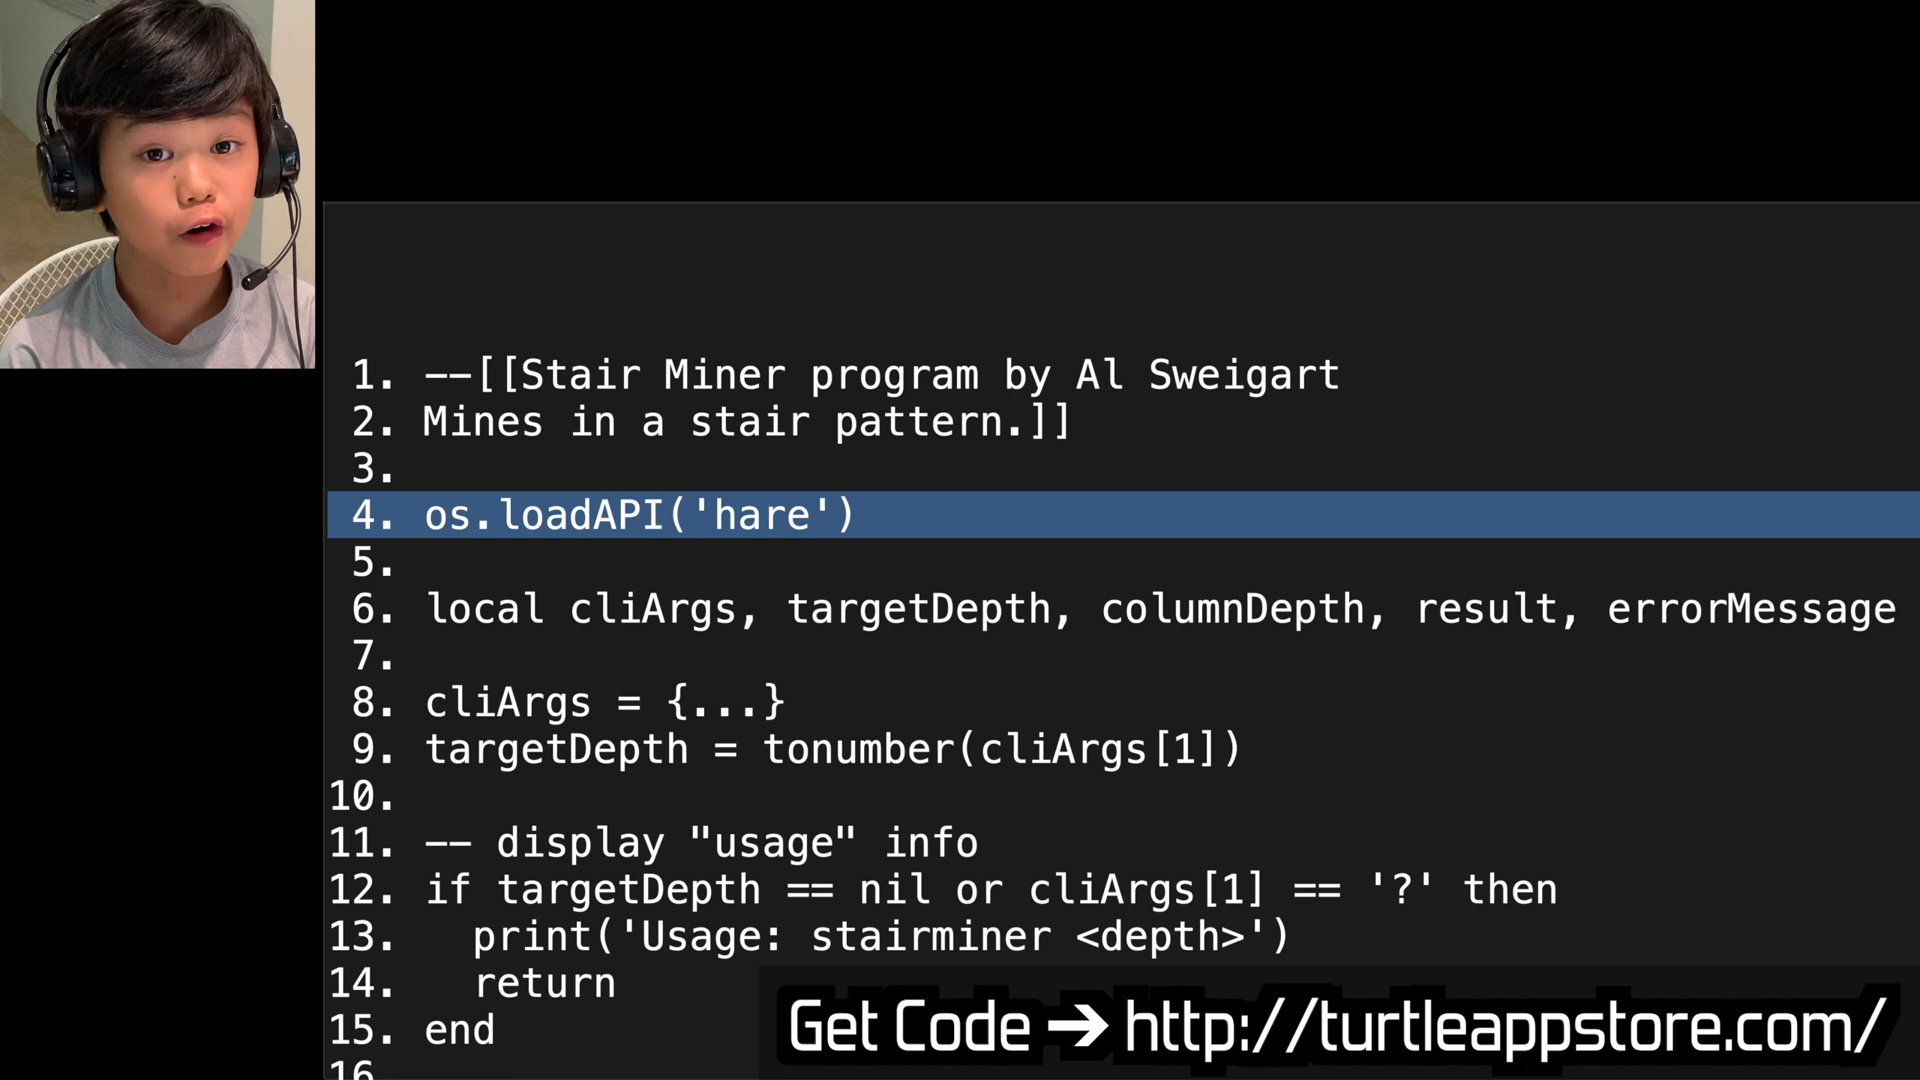 1. --[[Stair Miner program by Al Sweigart
2. Mines in a stair pattern.]]
3.
4. os.loadAPI('hare')
5.
6. local cliArgs, targetDepth, columnDepth, result, errorMessage
7.
8. cliArgs = {...}
9. targetDepth = tonumber(cliArgs[1])
10.
11. -- display "usage" info
12. if targetDepth == nil or cliArgs[1] == '?' then
13.   print('Usage: stairminer <depth>')
14.   return
15. end
16.
Get Code ➔ http://turtleappstore.com/